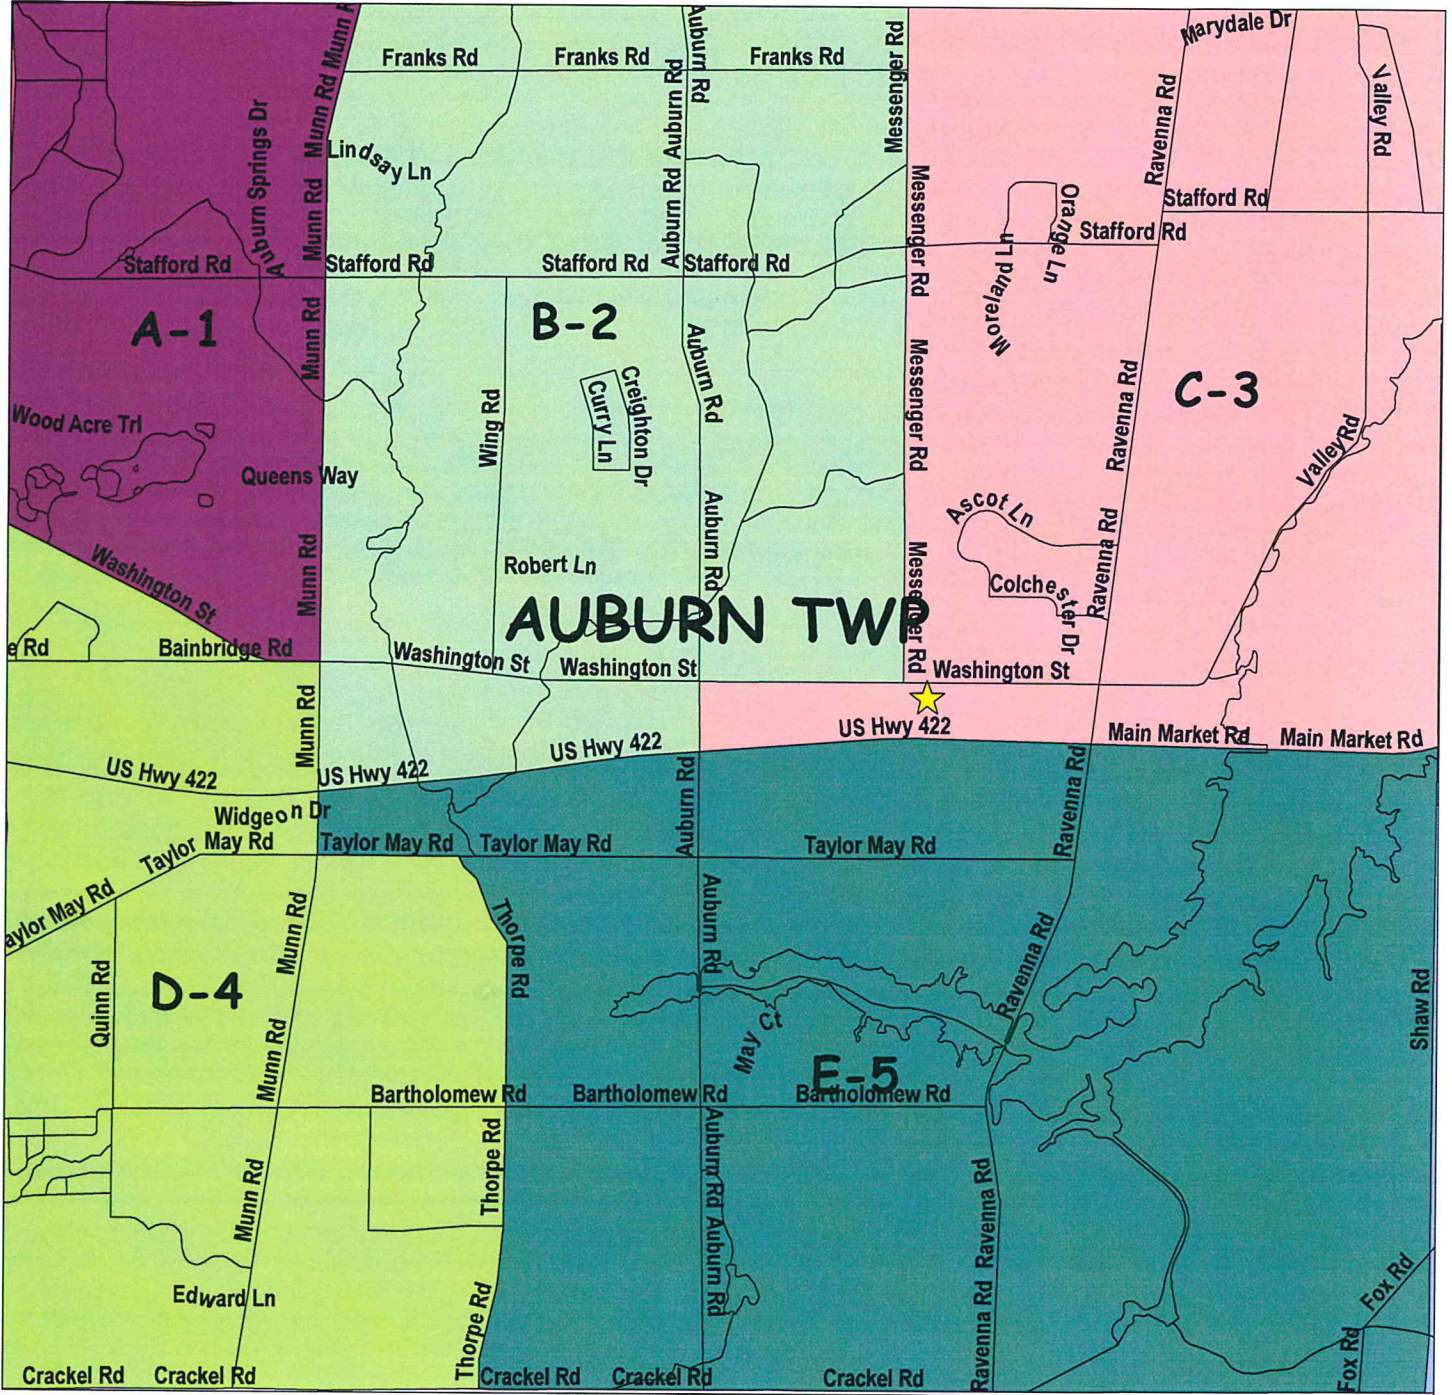 Munn Rd
Auburn Rd
Marydale Dr
Franks Rd
Franks Rd
Franks Rd
Messenger Rd
Valley Rd
Ravenna Rd
Munn Rd
Auburn Rd
Auburn Springs Dr
Lindsay Ln
Munn Rd
Auburn Rd
Messenger Rd
Stafford Rd
Orange Ln
Stafford Rd
Stafford Rd
Stafford Rd
Stafford Rd
Stafford Rd
Moreland Ln
A-1
B-2
C-3
Munn Rd
Auburn Rd
Messenger Rd
Ravenna Rd
Wood Acre Trl
Wing Rd
Curry Ln
Creighton Dr
Valley Rd
Queens Way
Auburn Rd
Ascot Ln
Ravenna Rd
Washington St
Munn Rd
Robert Ln
Messenger Rd
Colchester Dr
AUBURN TWP
e Rd
Bainbridge Rd
Washington St
Washington St
Washington St
Munn Rd
US Hwy 422
US Hwy 422
US Hwy 422
US Hwy 422
Main Market Rd
Main Market Rd
Widgeon Dr
Auburn Rd
Ravenna Rd
Taylor May Rd
Taylor May Rd
Taylor May Rd
Taylor May Rd
aylor May Rd
Munn Rd
Thorpe Rd
Auburn Rd
Ravenna Rd
Quinn Rd
D-4
Shaw Rd
Munn Rd
May Ct
E-5
Bartholomew Rd
Bartholomew Rd
Bartholomew Rd
Thorpe Rd
Auburn Rd
Munn Rd
Ravenna Rd
Auburn Rd
Edward Ln
Thorpe Rd
Ravenna Rd
Fox Rd
Fox Rd
Crackel Rd
Crackel Rd
Crackel Rd
Crackel Rd
Crackel Rd